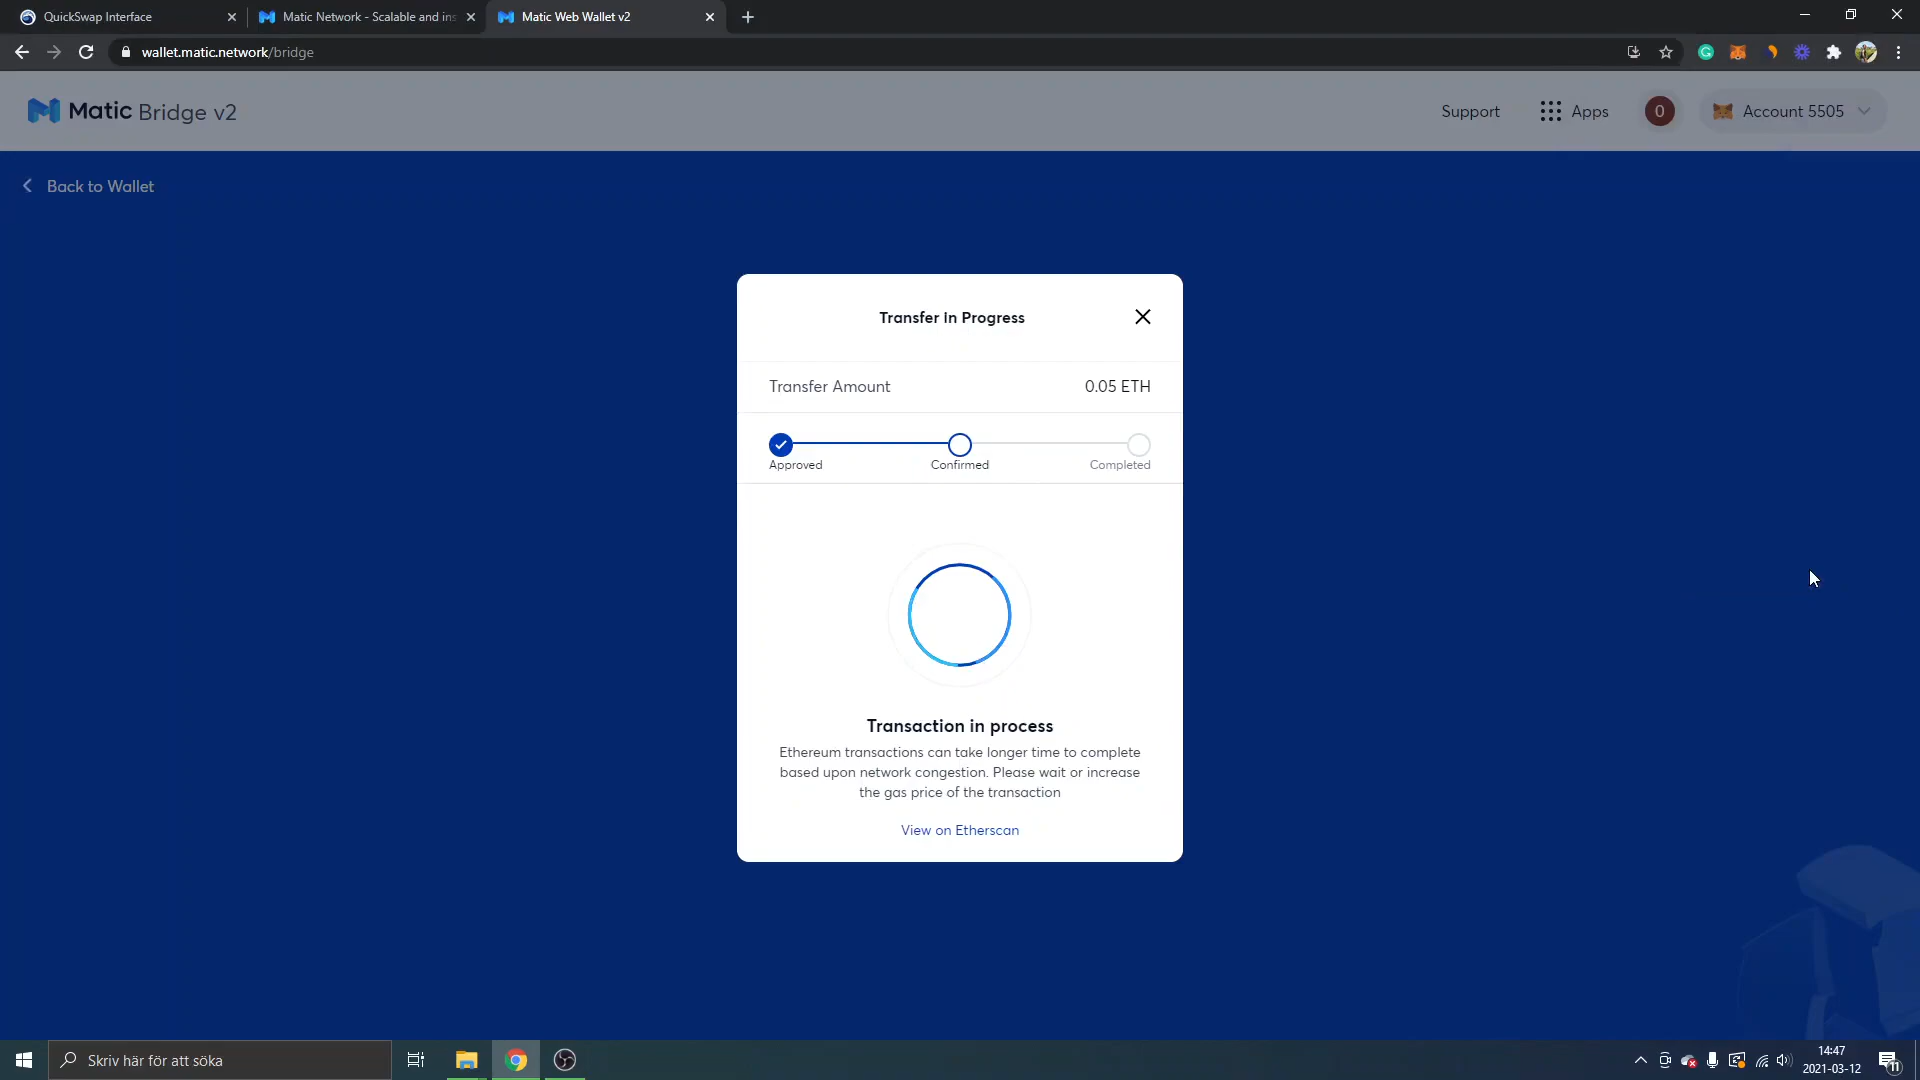 QuickSwap Interface
Matic Network - Scalable and ins
Matic Web Wallet v2
wallet.matic.network/bridge
Matic Bridge v2
Support
Apps
0
Account 5505
Back to Wallet
Transfer in Progress
Transfer Amount 0.05 ETH
Approved Confirmed Completed
Transaction in process
Ethereum transactions can take longer time to complete
based upon network congestion. Please wait or increase
the gas price of the transaction
View on Etherscan
Skriv här för att söka
14:47
2021-03-12
11